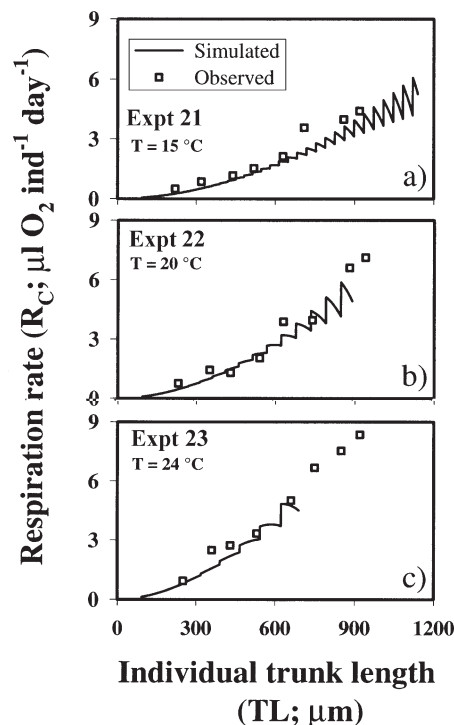 Respiration rate (R_C; μl O₂ ind⁻¹ day⁻¹)
9
6
3
0
Simulated
Observed
Expt 21
T = 15 °C
a)
9
6
3
0
Expt 22
T = 20 °C
b)
9
6
3
0
Expt 23
T = 24 °C
c)
0 300 600 900 1200
Individual trunk length
(TL; μm)